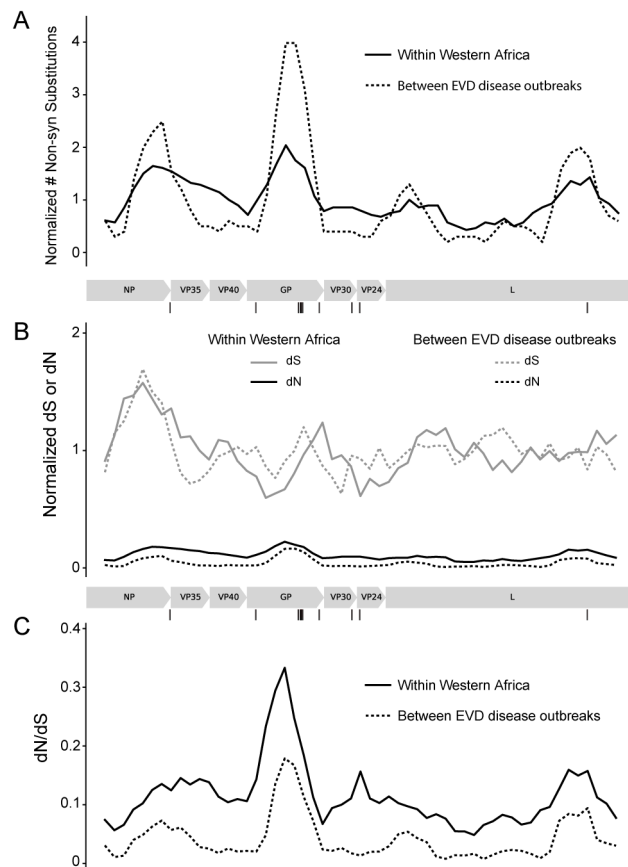 A
Normalized # Non-syn Substitutions
4
3
2
1
0
Within Western Africa
Between EVD disease outbreaks
NP VP35 VP40 GP VP30 VP24 L
B
Normalized dS or dN
2
1
0
Within Western Africa
dS
dN
Between EVD disease outbreaks
dS
dN
NP VP35 VP40 GP VP30 VP24 L
C
dN/dS
0.4
0.3
0.2
0.1
0
Within Western Africa
Between EVD disease outbreaks